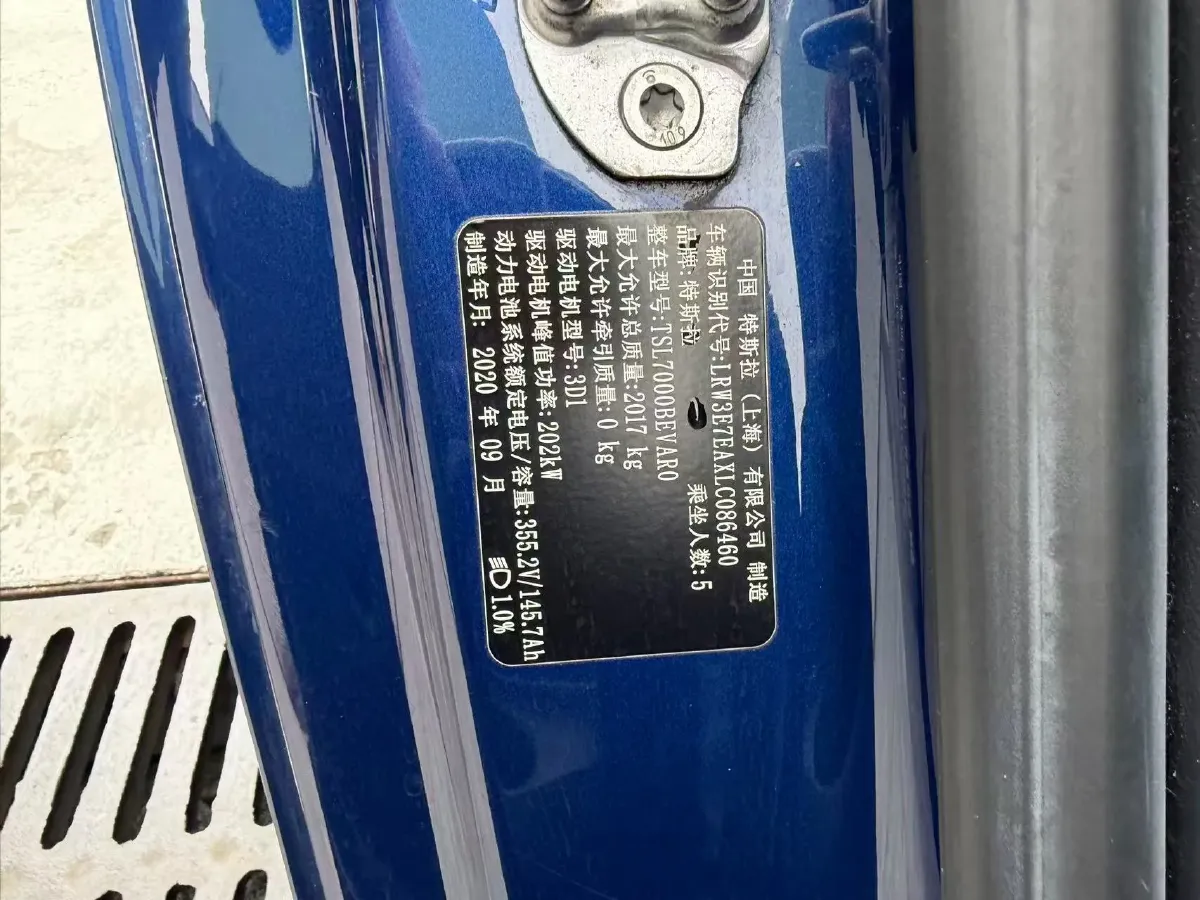 中国 特斯拉（上海）有限公司 制造
车辆识别代号:LRW3E7EAXLC086460
品牌:特斯拉 乘坐人数:5
整车型号:TSL7000BEVAR0
最大允许总质量:2017 kg
最大允许牵引质量:0 kg
驱动电机型号:3D1
驱动电机峰值功率:202kW
动力电池系统额定电压/容量:355.2V/145.7Ah
制造年月: 2020 年 09 月 1.0%